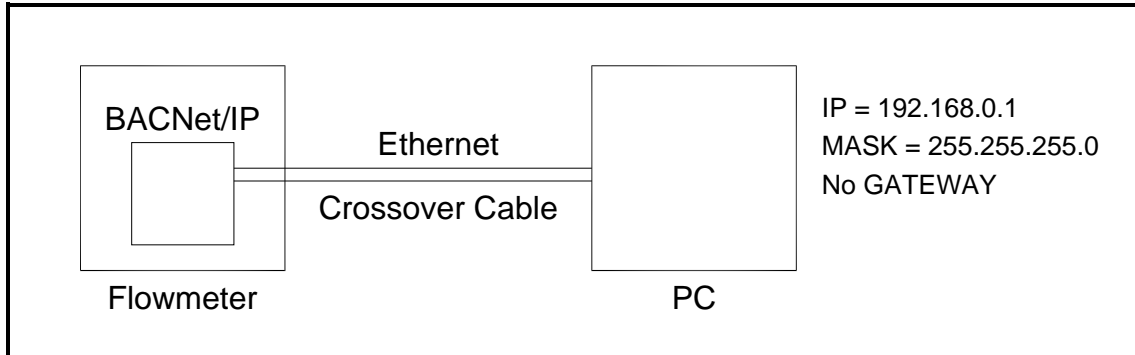 BACNet/IP
Ethernet
Crossover Cable
Flowmeter
PC
IP = 192.168.0.1
MASK = 255.255.255.0
No GATEWAY